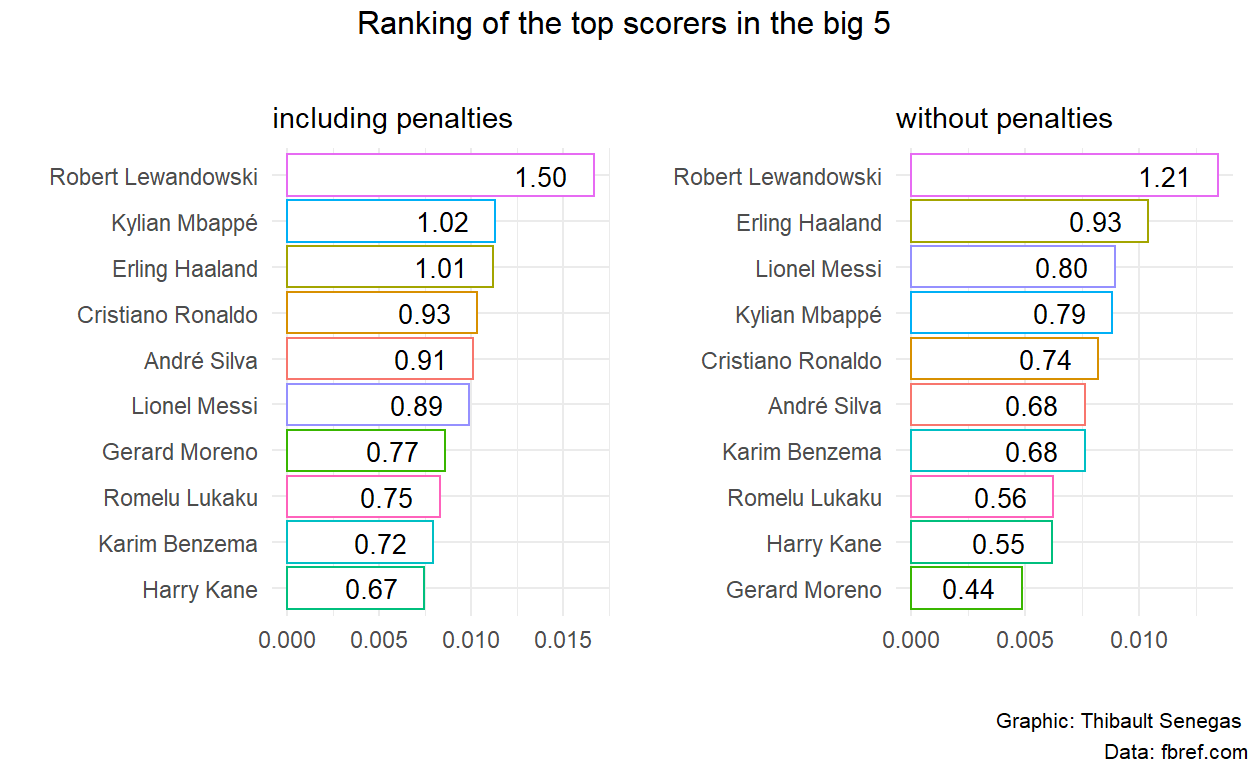 Ranking of the top scorers in the big 5
including penalties
Robert Lewandowski 1.50
Kylian Mbappé 1.02
Erling Haaland 1.01
Cristiano Ronaldo 0.93
André Silva 0.91
Lionel Messi 0.89
Gerard Moreno 0.77
Romelu Lukaku 0.75
Karim Benzema 0.72
Harry Kane 0.67
0.000 0.005 0.010 0.015
without penalties
Robert Lewandowski 1.21
Erling Haaland 0.93
Lionel Messi 0.80
Kylian Mbappé 0.79
Cristiano Ronaldo 0.74
André Silva 0.68
Karim Benzema 0.68
Romelu Lukaku 0.56
Harry Kane 0.55
Gerard Moreno 0.44
0.000 0.005 0.010
Graphic: Thibault Senegas
Data: fbref.com